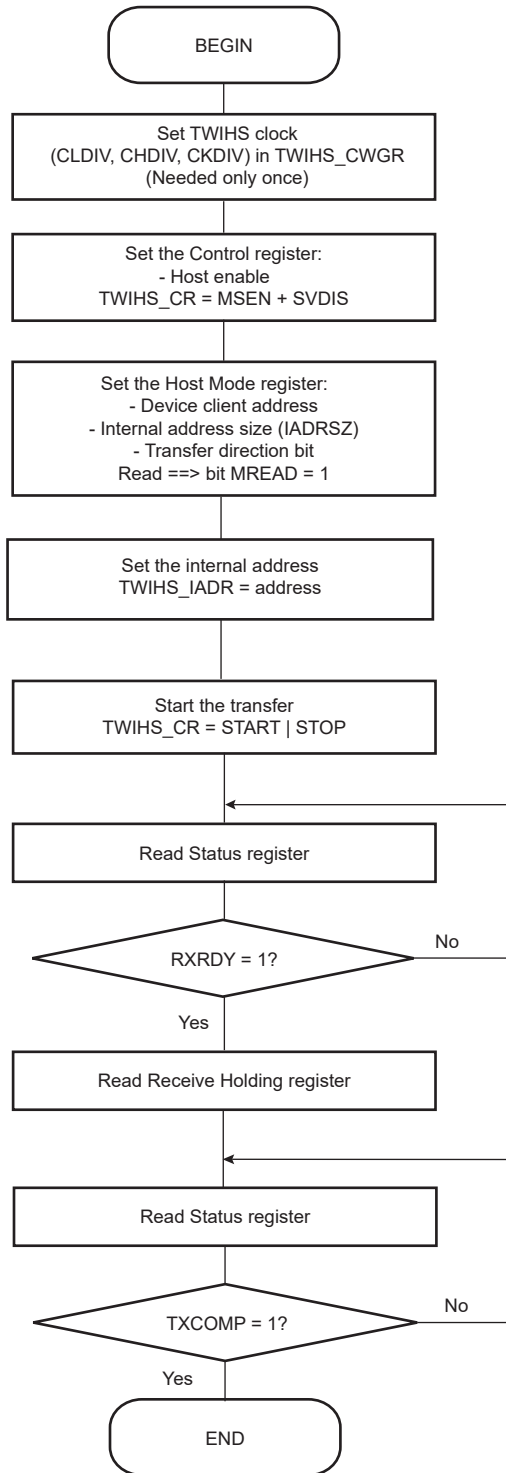 BEGIN
Set TWIHS clock
(CLDIV, CHDIV, CKDIV) in TWIHS_CWGR
(Needed only once)
Set the Control register:
- Host enable
TWIHS_CR = MSEN + SVDIS
Set the Host Mode register:
- Device client address
- Internal address size (IADRSZ)
- Transfer direction bit
Read ==> bit MREAD = 1
Set the internal address
TWIHS_IADR = address
Start the transfer
TWIHS_CR = START | STOP
Read Status register
RXRDY = 1?
No
Yes
Read Receive Holding register
Read Status register
TXCOMP = 1?
No
Yes
END